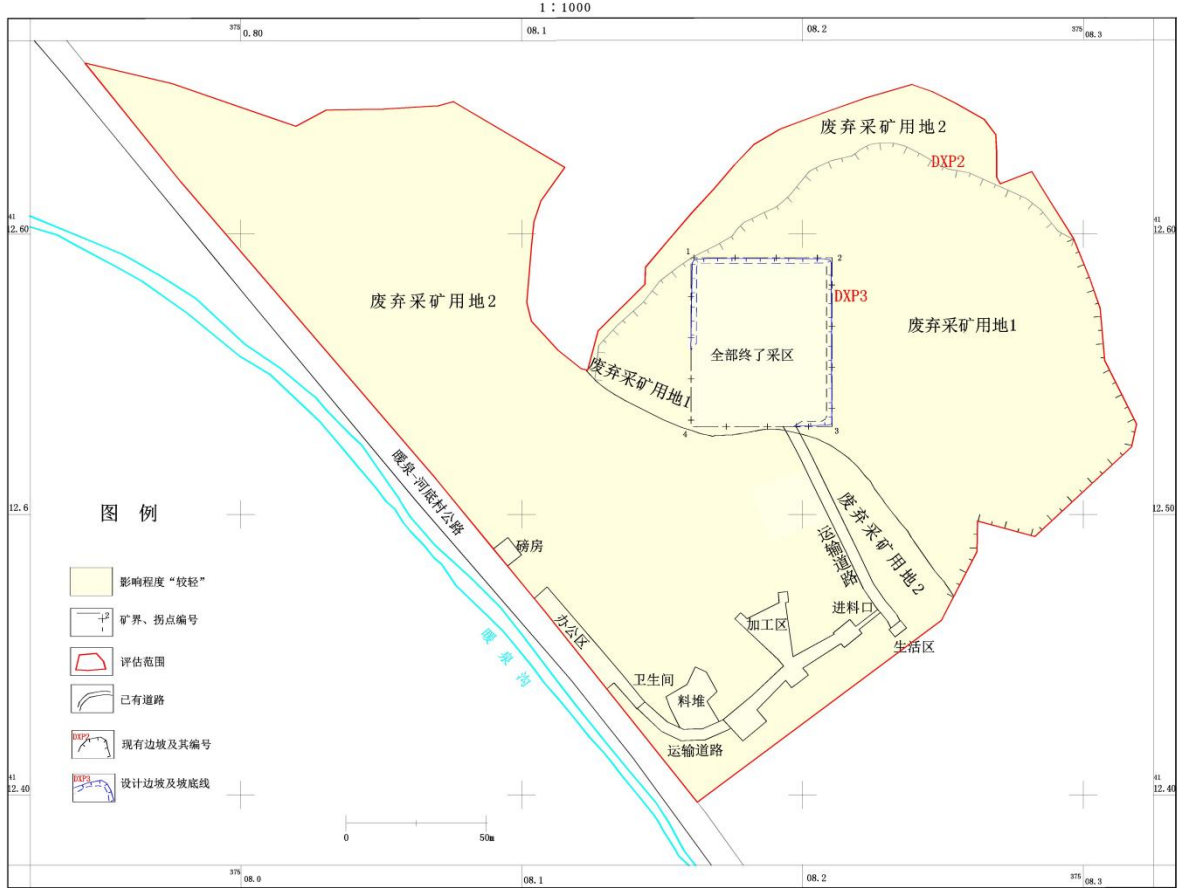 1：1000
375 0.80
08.1
08.2
375 08.3
废弃采矿用地2
DXP2
41 12.60
41 12.60
1
2
DXP3
废弃采矿用地2
废弃采矿用地1
全部终了采区
废弃采矿用地1
4
3
暖泉-河底村公路
12.6
12.50
图 例
磅房
废弃采矿用地2
运输道路
影响程度“较轻”
进料口
2
矿界、拐点编号
办公区
加工区
生活区
评估范围
暖泉沟
卫生间
料堆
已有道路
运输道路
DXP2
现有边坡及其编号
DXP3
设计边坡及坡底线
41 12.40
41 12.40
0
50m
375 08.0
08.1
08.2
375 08.3